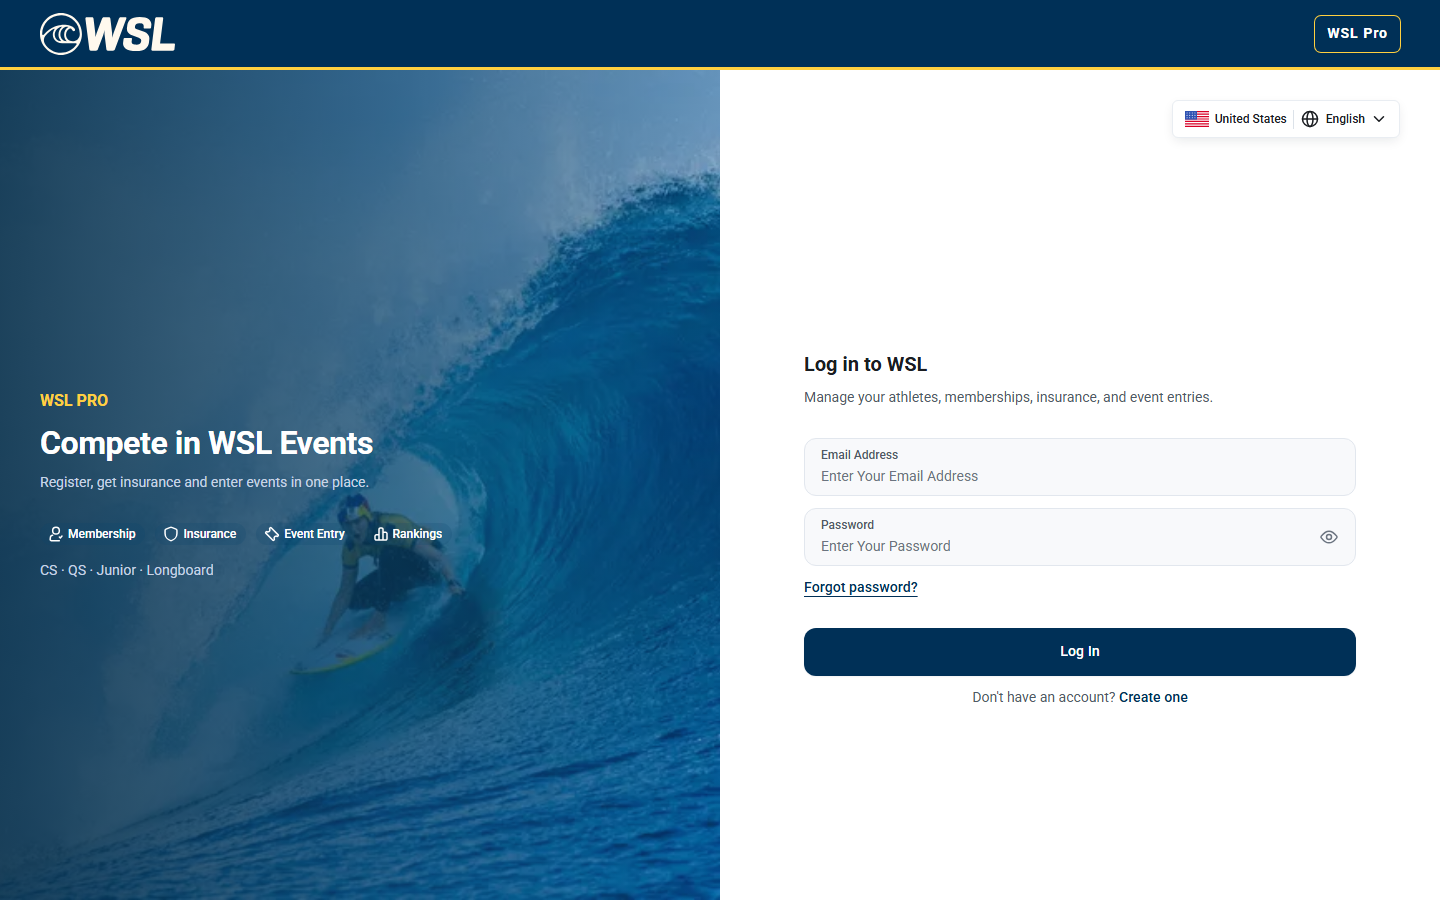 WSL
WSL Pro
United States
English
WSL PRO
Compete in WSL Events
Register, get insurance and enter events in one place.
Membership
Insurance
Event Entry
Rankings
CS · QS · Junior · Longboard
Log in to WSL
Manage your athletes, memberships, insurance, and event entries.
Email Address
Enter Your Email Address
Password
Enter Your Password
Forgot password?
Log In
Don't have an account? Create one